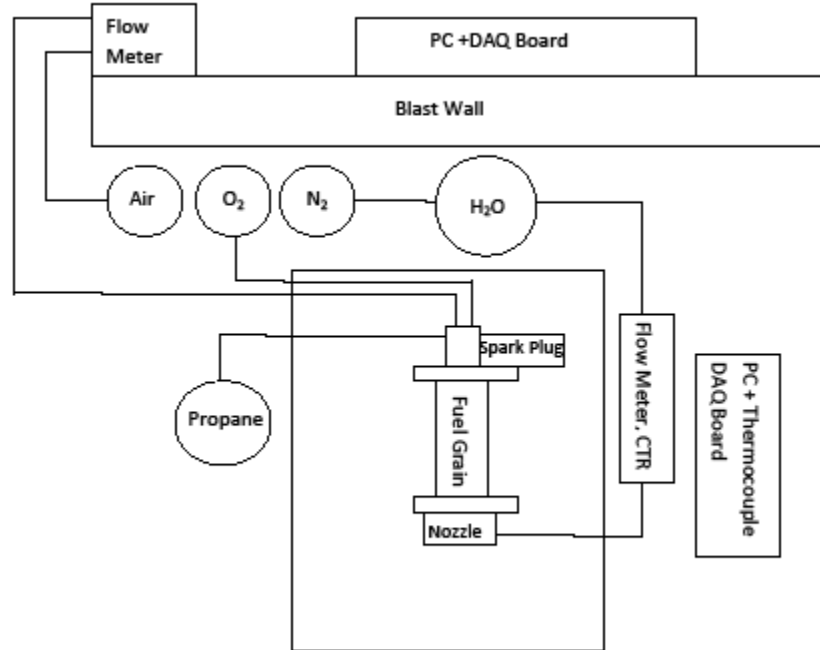 Flow
Meter
PC +DAQ Board
Blast Wall
Air
O₂
N₂
H₂O
Spark Plug
Flow Meter, CTR
PC + Thermocouple
DAQ Board
Propane
Fuel Grain
Nozzle